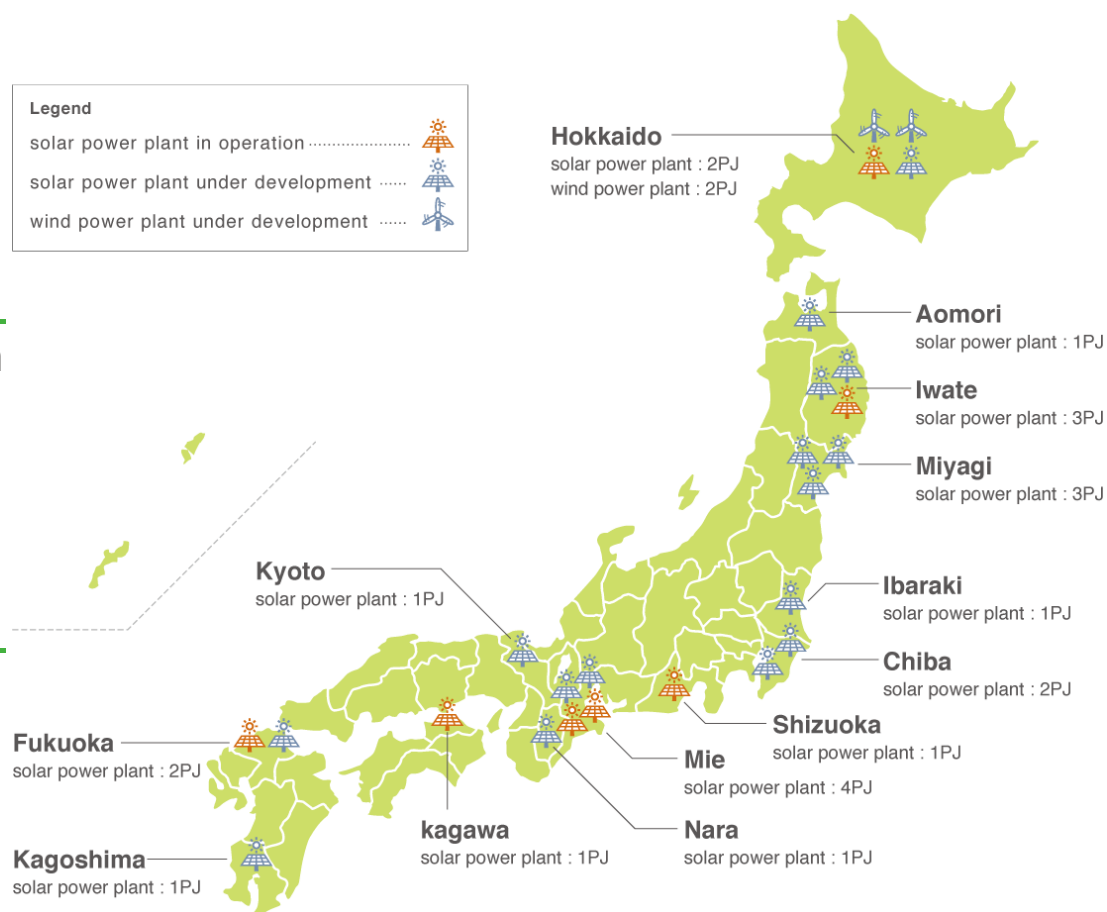 Legend
solar power plant in operation
solar power plant under development
wind power plant under development
Hokkaido
solar power plant : 2PJ
wind power plant : 2PJ
Aomori
solar power plant : 1PJ
Iwate
solar power plant : 3PJ
Miyagi
solar power plant : 3PJ
Kyoto
solar power plant : 1PJ
Ibaraki
solar power plant : 1PJ
Chiba
solar power plant : 2PJ
Shizuoka
solar power plant : 1PJ
Mie
solar power plant : 4PJ
Fukuoka
solar power plant : 2PJ
kagawa
solar power plant : 1PJ
Nara
solar power plant : 1PJ
Kagoshima
solar power plant : 1PJ